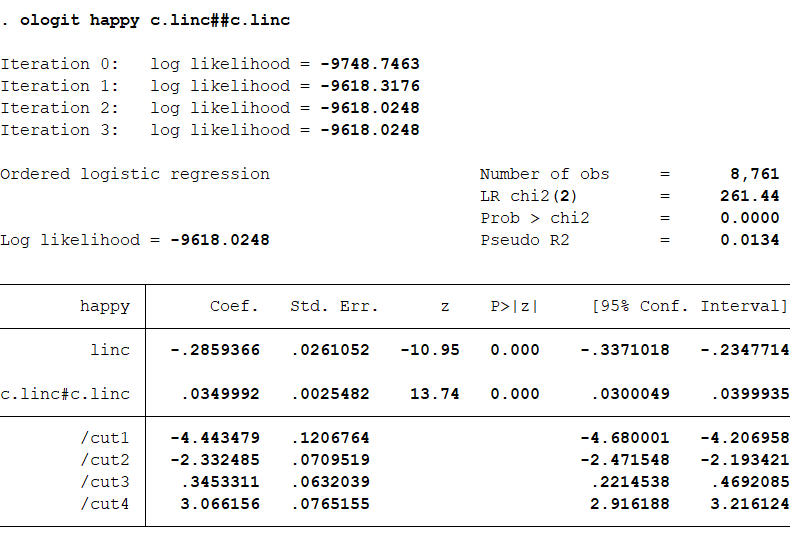 . ologit happy c.linc##c.linc
Iteration 0:   log likelihood = -9748.7463
Iteration 1:   log likelihood = -9618.3176
Iteration 2:   log likelihood = -9618.0248
Iteration 3:   log likelihood = -9618.0248
Ordered logistic regression                     Number of obs     =      8,761
LR chi2(2)        =     261.44
Prob > chi2       =     0.0000
Log likelihood = -9618.0248                     Pseudo R2         =     0.0134
happy |      Coef.   Std. Err.      z    P>|z|     [95% Conf. Interval]
linc |  -.2859366   .0261052   -10.95   0.000    -.3371018   -.2347714
c.linc#c.linc |   .0349992   .0025482    13.74   0.000     .0300049    .0399935
/cut1 |  -4.443479   .1206764                     -4.680001   -4.206958
/cut2 |  -2.332485   .0709519                     -2.471548   -2.193421
/cut3 |   .3453311   .0632039                      .2214538    .4692085
/cut4 |   3.066156   .0765155                      2.916188    3.216124